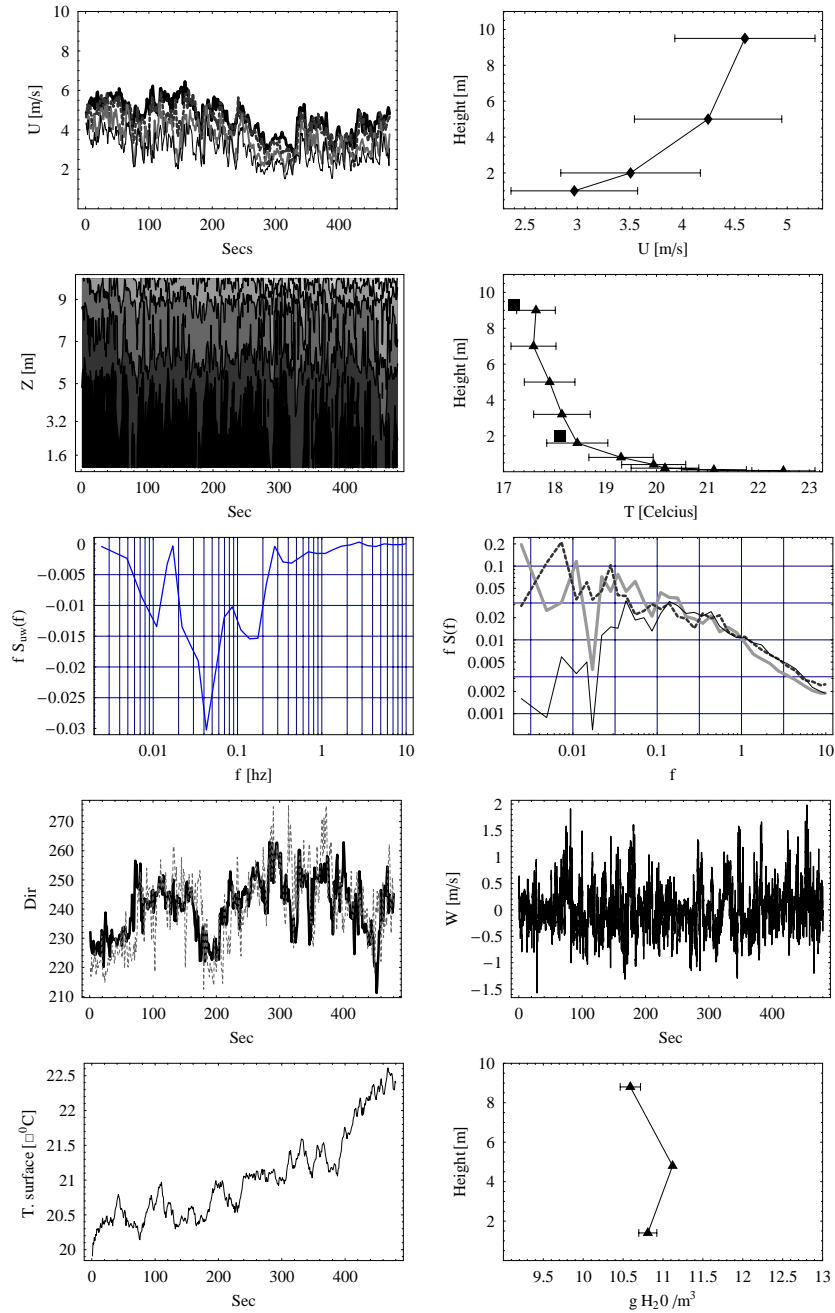 10
8
6
4
2
U [m/s]
0 100 200 300 400
Secs
10
8
6
4
2
Height [m]
2.5 3 3.5 4 4.5 5
U [m/s]
9
7
5
3.2
1.6
Z [m]
0 100 200 300 400
Sec
10
8
6
4
2
Height [m]
17 18 19 20 21 22 23
T [Celcius]
0
−0.005
−0.01
−0.015
−0.02
−0.025
−0.03
f Suw(f)
0.01 0.1 1 10
f [hz]
0.2
0.1
0.05
0.02
0.01
0.005
0.002
0.001
f S(f)
0.01 0.1 1 10
f
270
260
250
240
230
220
210
Dir
0 100 200 300 400
Sec
2
1.5
1
0.5
0
−0.5
−1
−1.5
W [m/s]
0 100 200 300 400
Sec
22.5
22
21.5
21
20.5
20
T. surface [□⁰C]
0 100 200 300 400
Sec
10
8
6
4
2
Height [m]
9.5 10 10.5 11 11.5 12 12.5 13
g H₂0 /m³